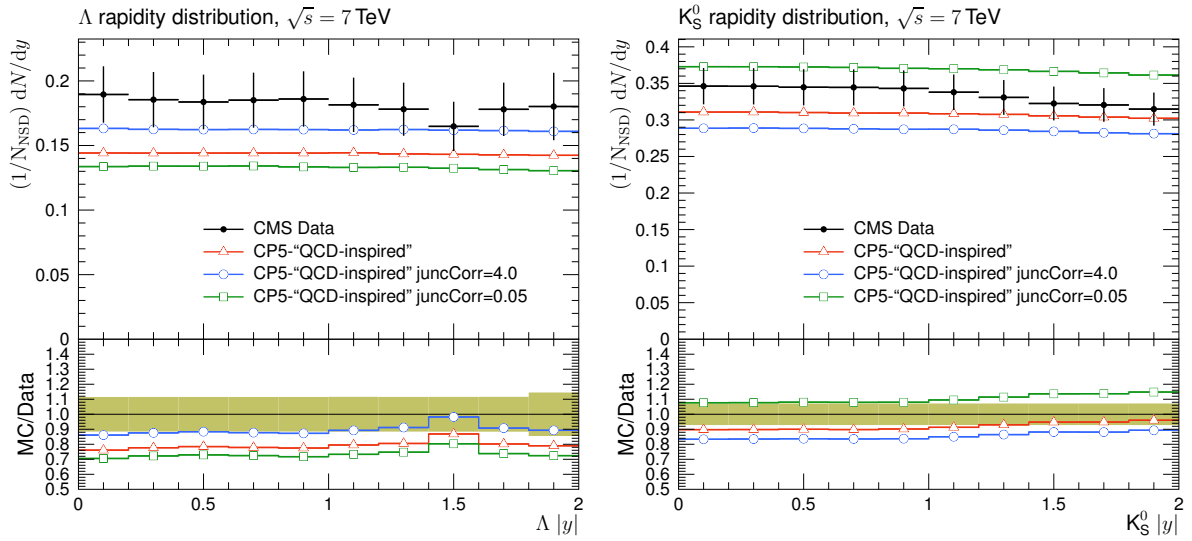 Λ rapidity distribution, √s = 7 TeV
(1/N_NSD) dN/dy
0.2
0.15
0.1
0.05
0
CMS Data
CP5-“QCD-inspired”
CP5-“QCD-inspired” juncCorr=4.0
CP5-“QCD-inspired” juncCorr=0.05
MC/Data
1.4
1.3
1.2
1.1
1.0
0.9
0.8
0.7
0.6
0.5
0 0.5 1 1.5 2
Λ |y|
K⁰_S rapidity distribution, √s = 7 TeV
(1/N_NSD) dN/dy
0.4
0.35
0.3
0.25
0.2
0.15
0.1
0.05
0
CMS Data
CP5-“QCD-inspired”
CP5-“QCD-inspired” juncCorr=4.0
CP5-“QCD-inspired” juncCorr=0.05
MC/Data
1.4
1.3
1.2
1.1
1.0
0.9
0.8
0.7
0.6
0.5
0 0.5 1 1.5 2
K⁰_S |y|